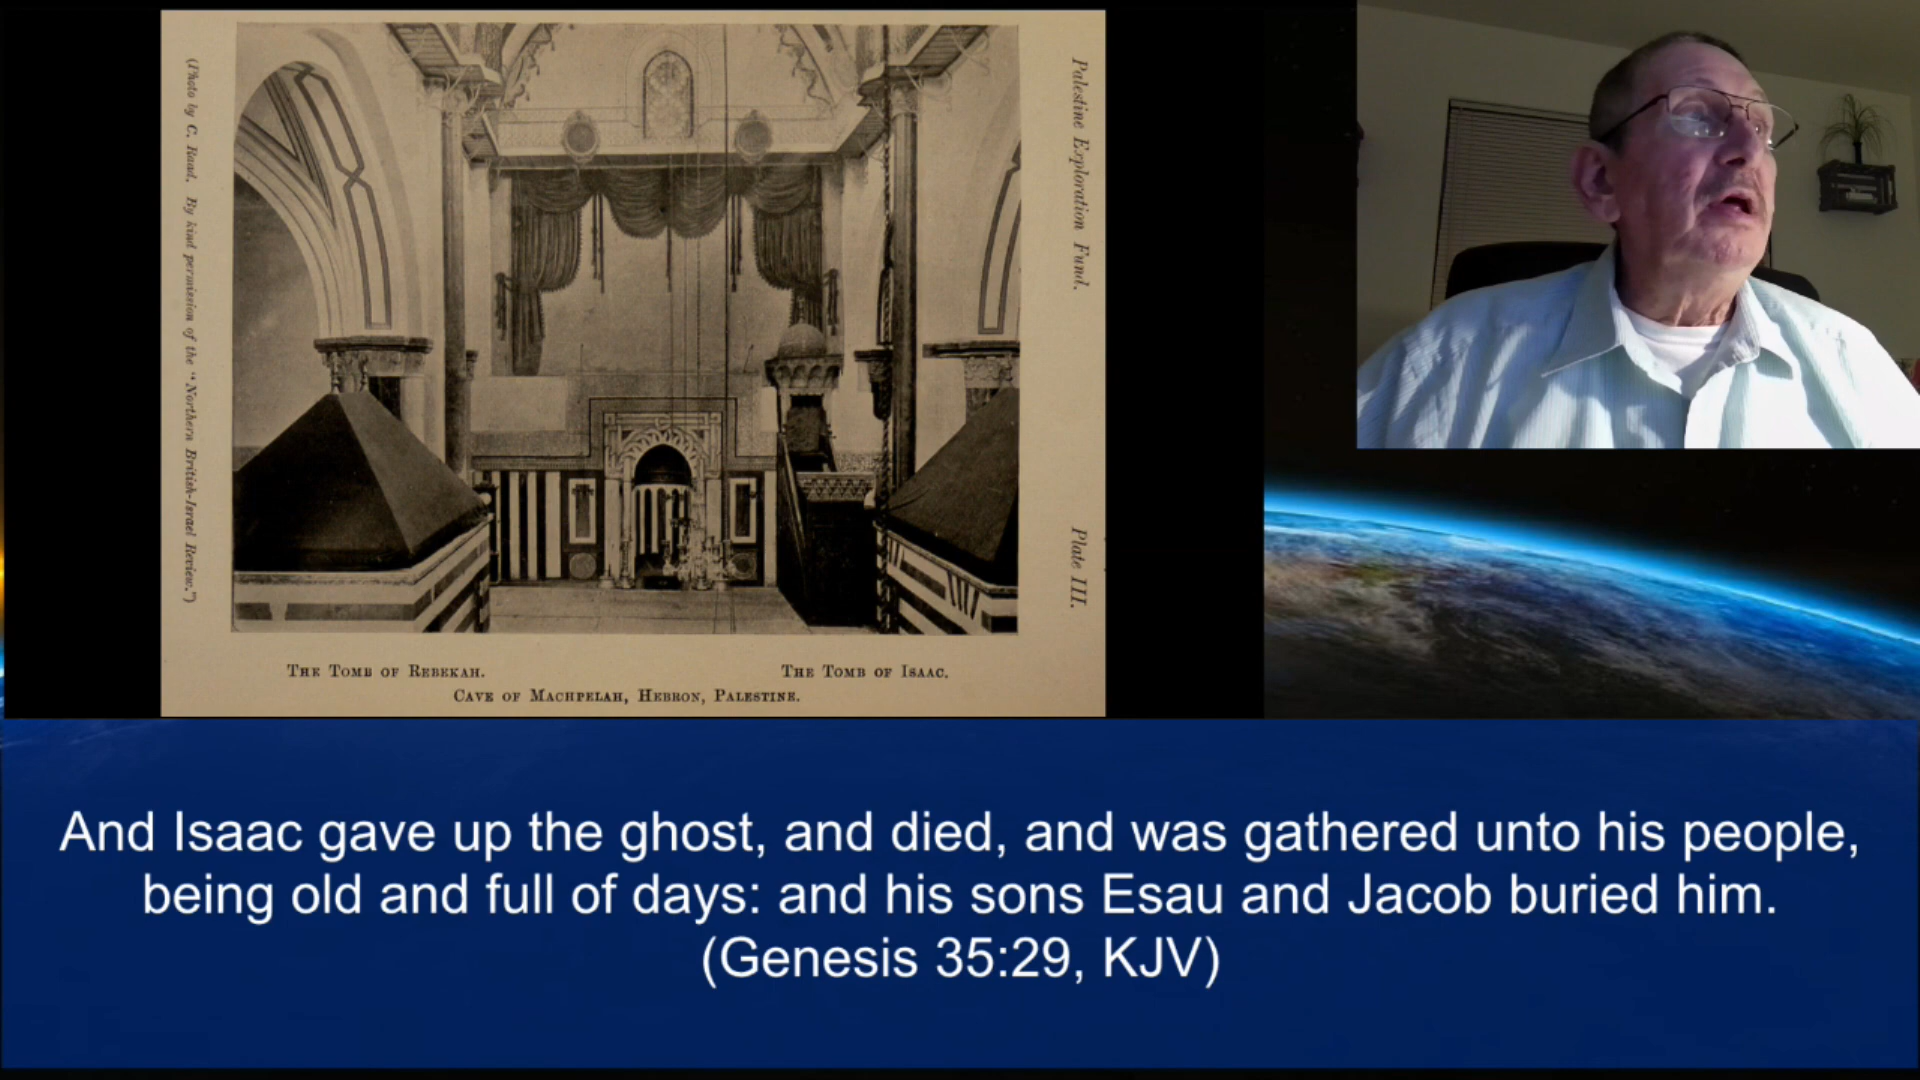 (Photo by C. Raad. By kind permission of the "Northern British-Israel Review.")
Palestine Exploration Fund.
Plate III.
The Tomb of Rebekah.
The Tomb of Isaac.
Cave of Machpelah, Hebron, Palestine.
And Isaac gave up the ghost, and died, and was gathered unto his people,
being old and full of days: and his sons Esau and Jacob buried him.
(Genesis 35:29, KJV)